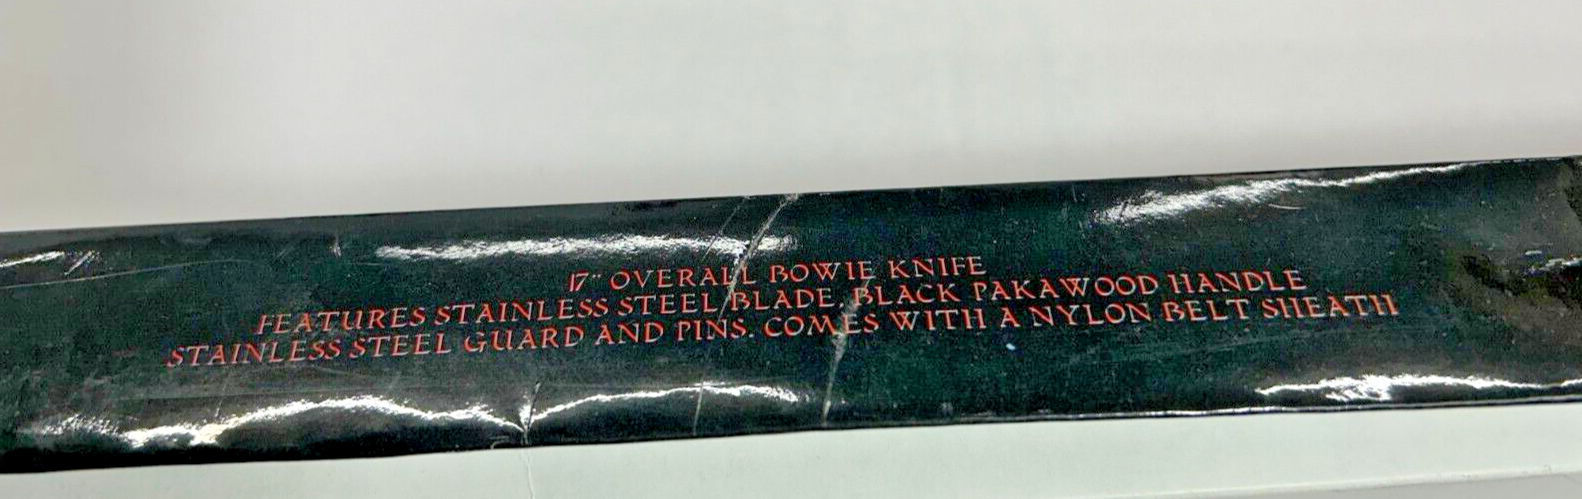 17" OVERALL BOWIE KNIFE
FEATURES STAINLESS STEEL BLADE, BLACK PAKAWOOD HANDLE
STAINLESS STEEL GUARD AND PINS. COMES WITH A NYLON BELT SHEATH